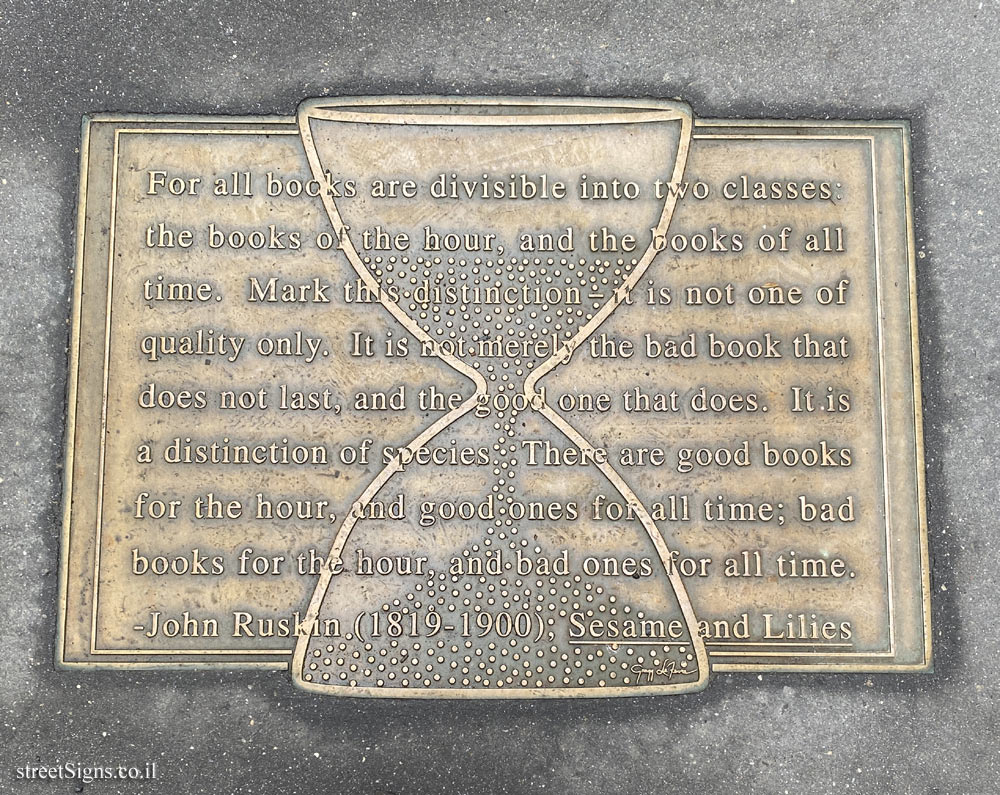 For all books are divisible into two classes:
the books of the hour, and the books of all
time. Mark this distinction – it is not one of
quality only. It is not merely the bad book that
does not last, and the good one that does. It is
a distinction of species. There are good books
for the hour, and good ones for all time; bad
books for the hour, and bad ones for all time.
-John Ruskin (1819-1900), Sesame and Lilies
Gregg LeFevre
streetSigns.co.il